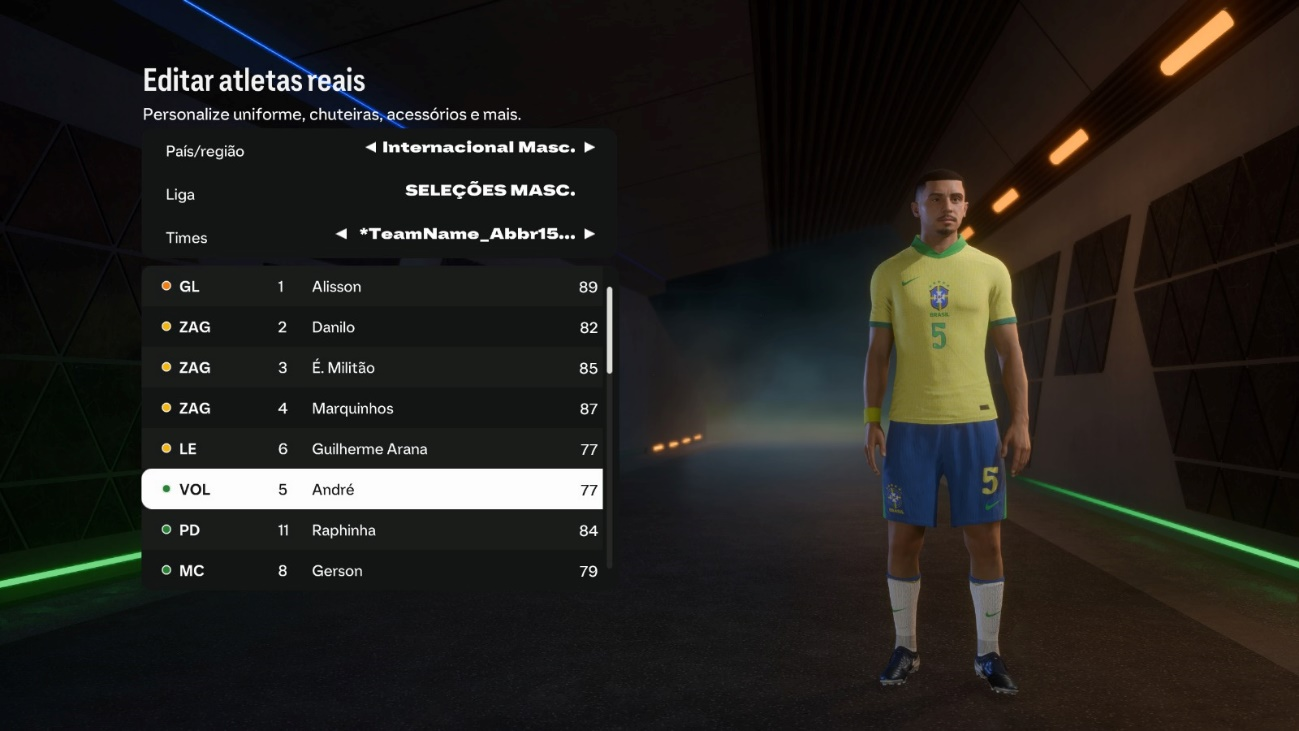 Editar atletas reais
Personalize uniforme, chuteiras, acessórios e mais.
País/região Internacional Masc.
Liga SELEÇÕES MASC.
Times *TeamName_Abbr15...
GL 1 Alisson 89
ZAG 2 Danilo 82
ZAG 3 É. Militão 85
ZAG 4 Marquinhos 87
LE 6 Guilherme Arana 77
VOL 5 André 77
PD 11 Raphinha 84
MC 8 Gerson 79
BRASIL
5
5